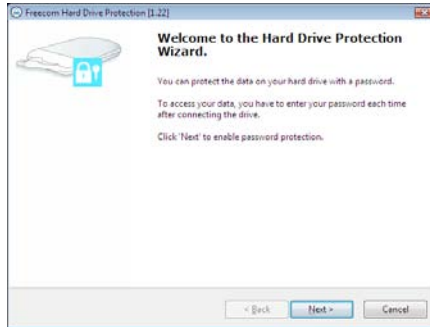 Freecom Hard Drive Protection [1.22]
Welcome to the Hard Drive Protection
Wizard.
You can protect the data on your hard drive with a password.
To access your data, you have to enter your password each time
after connecting the drive.
Click 'Next' to enable password protection.
< Back
Next >
Cancel